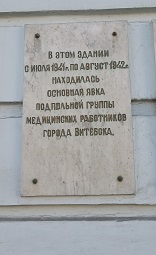 В ЭТОМ ЗДАНИИ
С ИЮЛЯ 1941г. ПО АВГУСТ 1942г.
НАХОДИЛАСЬ
ОСНОВНАЯ ЯВКА
ПОДПОЛЬНОЙ ГРУППЫ
МЕДИЦИНСКИХ РАБОТНИКОВ
ГОРОДА ВИТЕБСКА.